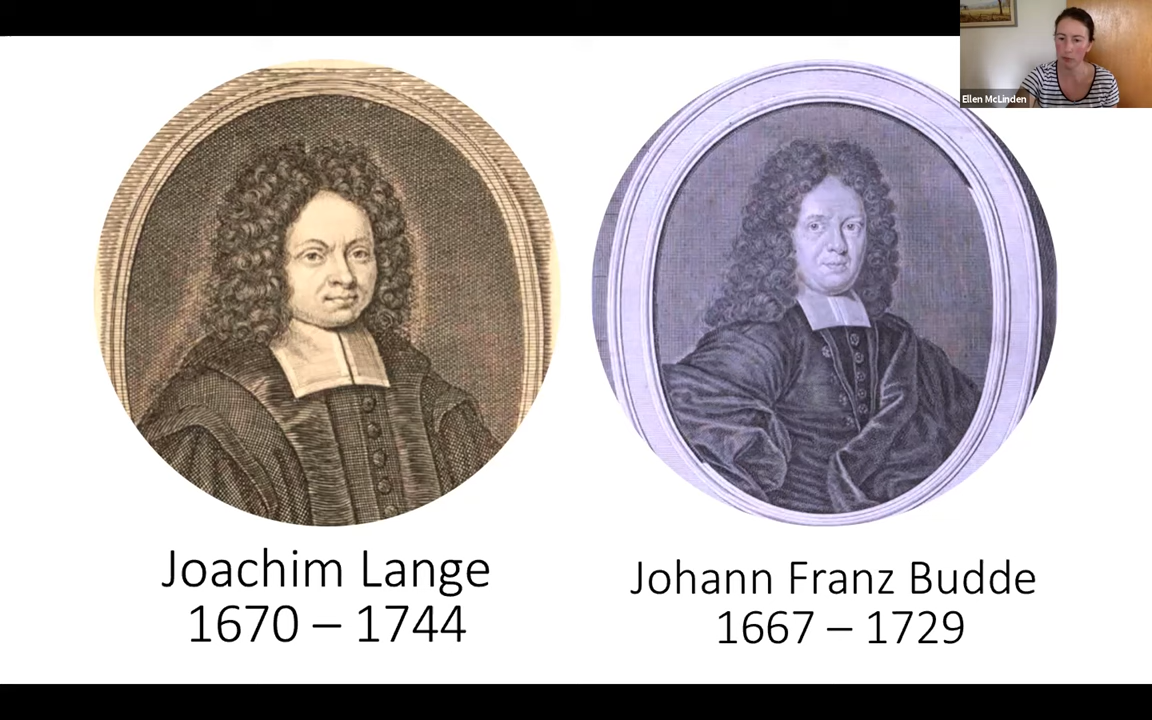 Ellen McLinden
Joachim Lange
1670 – 1744
Johann Franz Budde
1667 – 1729